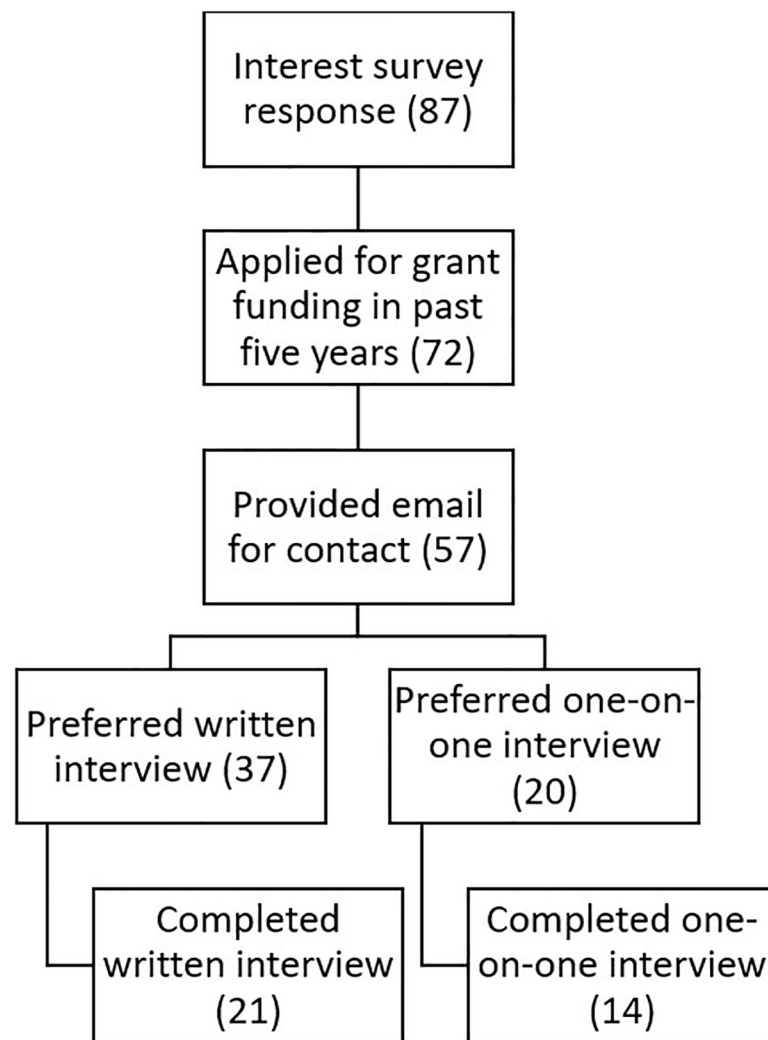 Interest survey
response (87)
Applied for grant
funding in past
five years (72)
Provided email
for contact (57)
Preferred written
interview (37)
Preferred one-on-
one interview
(20)
Completed
written interview
(21)
Completed one-
on-one interview
(14)